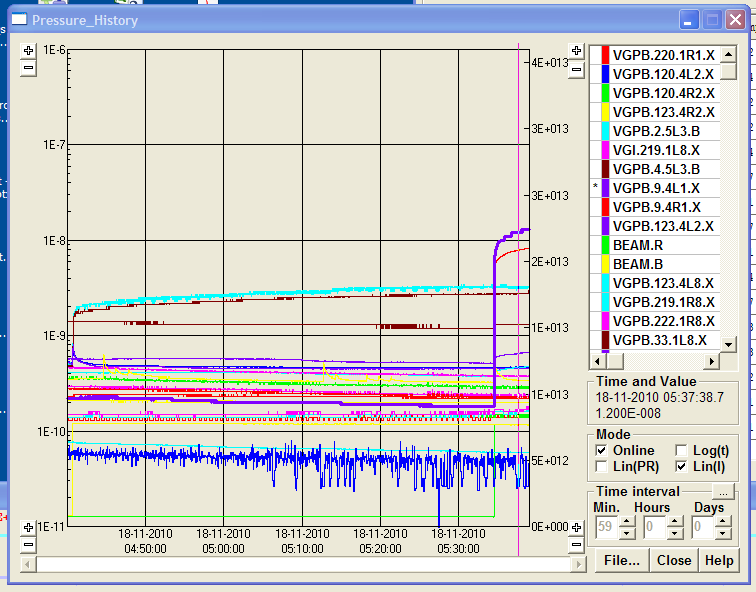 Pressure_History
1E-6
1E-7
1E-8
1E-9
1E-10
1E-11
4E+013
3E+013
3E+013
2E+013
1E+013
1E+013
5E+012
0E+000
18-11-2010 18-11-2010 18-11-2010 18-11-2010 18-11-2010
04:50:00 05:00:00 05:10:00 05:20:00 05:30:00
VGPB.220.1R1.X
VGPB.120.4L2.X
VGPB.120.4R2.X
VGPB.123.4R2.X
VGPB.2.5L3.B
VGI.219.1L8.X
VGPB.4.5L3.B
* VGPB.9.4L1.X
VGPB.9.4R1.X
VGPB.123.4L2.X
BEAM.R
BEAM.B
VGPB.123.4L8.X
VGPB.219.1R8.X
VGPB.222.1R8.X
VGPB.33.1L8.X
Time and Value
18-11-2010 05:37:38.7
1.200E-008
Mode
Online Log(t)
Lin(PR) Lin(I)
Time interval ...
Min. Hours Days
59 0 0
File... Close Help